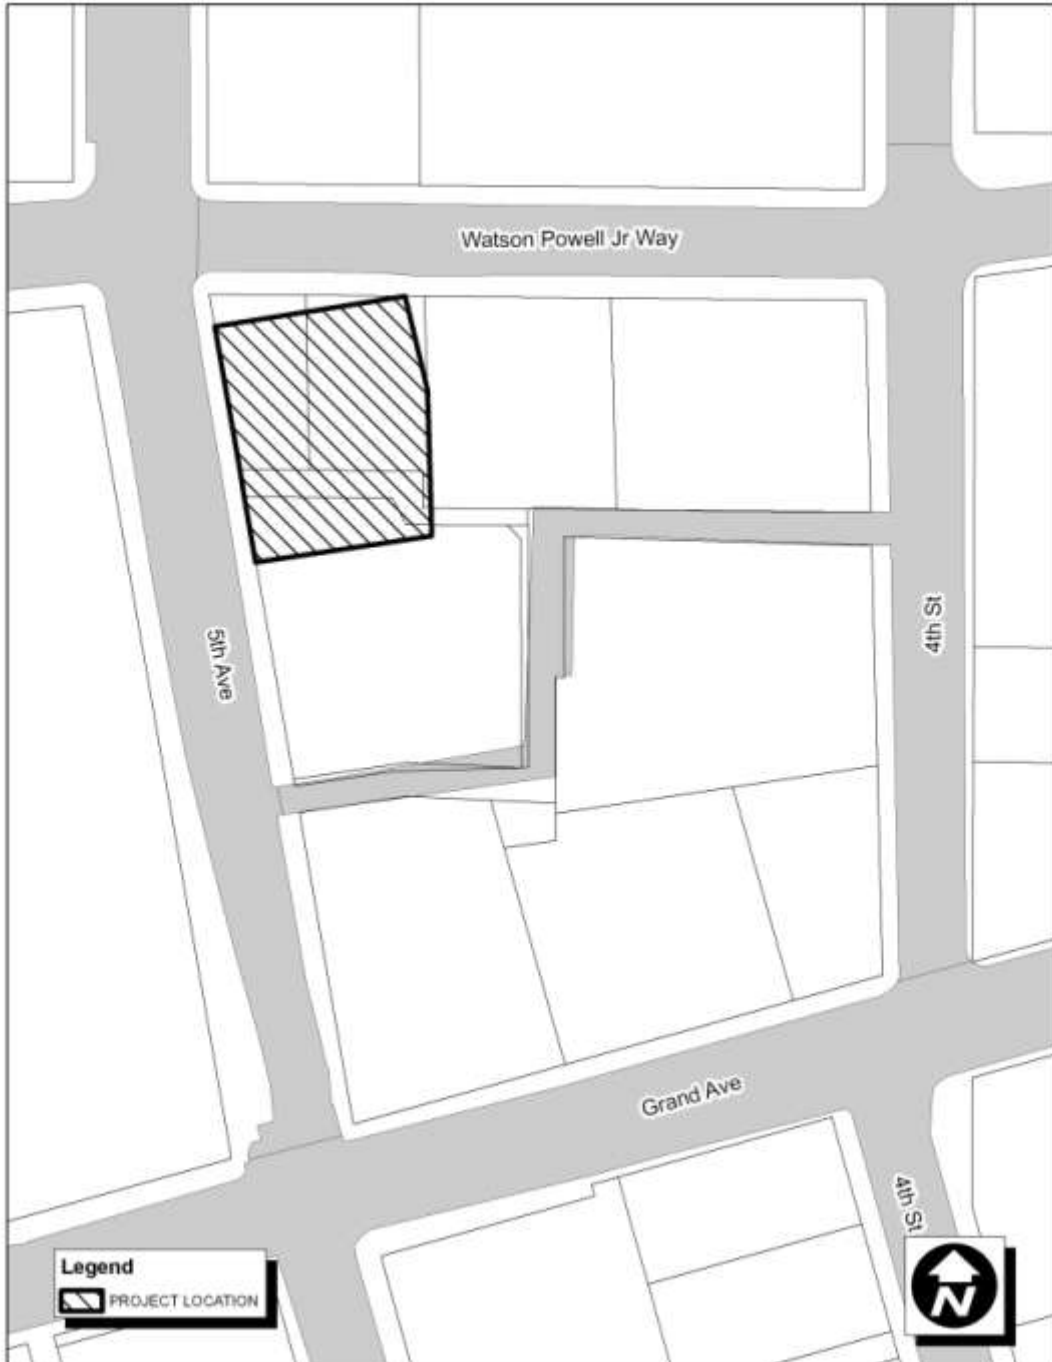 Watson Powell Jr Way
5th Ave
4th St
Grand Ave
4th St
Legend
PROJECT LOCATION
N